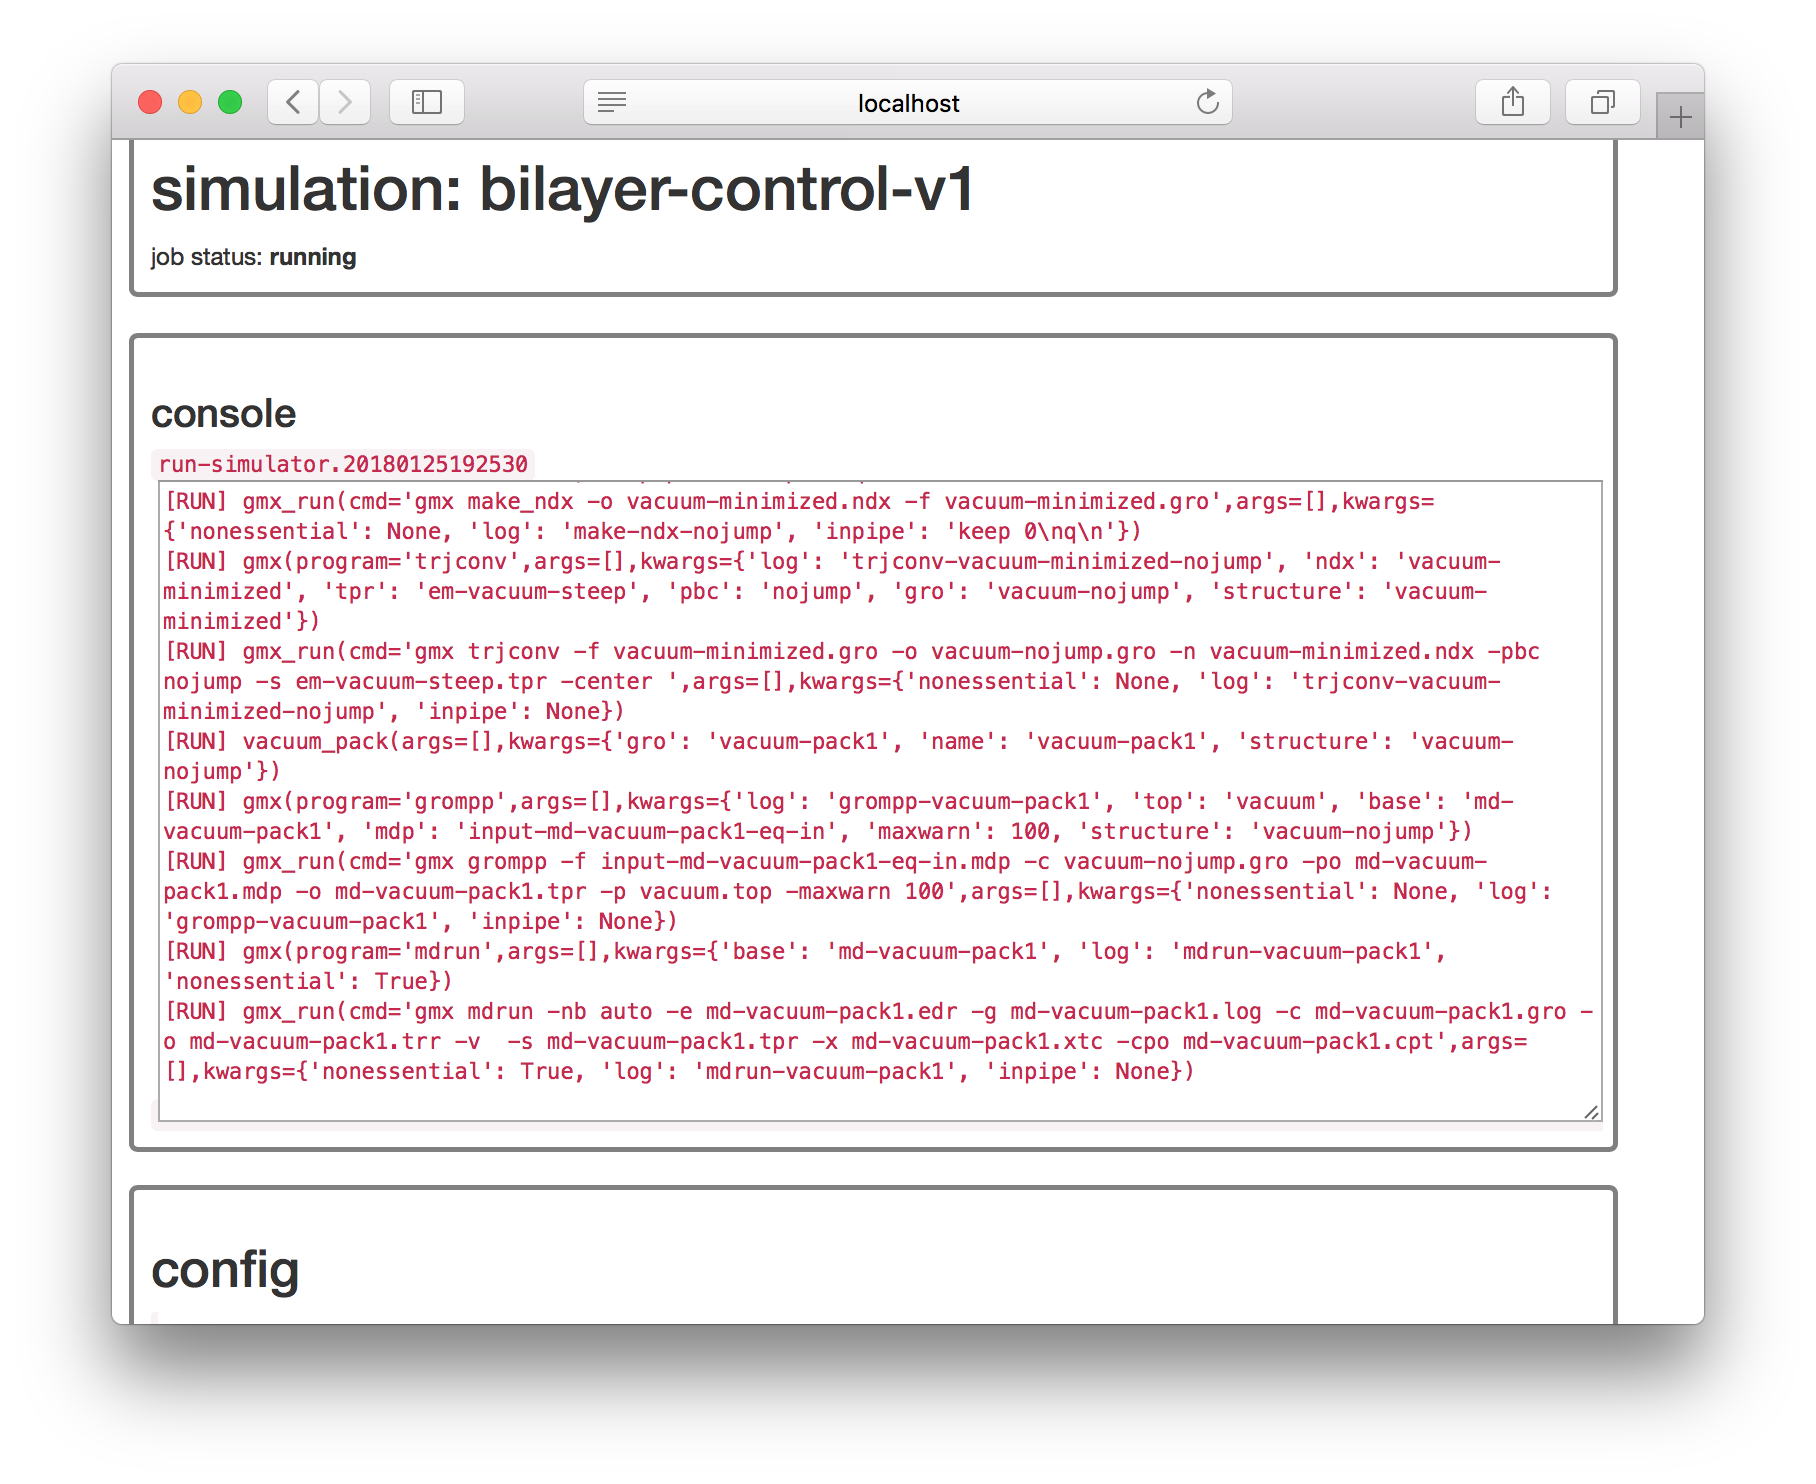 localhost
simulation: bilayer-control-v1
job status: running
console
run-simulator.20180125192530
[RUN] gmx_run(cmd='gmx make_ndx -o vacuum-minimized.ndx -f vacuum-minimized.gro',args=[],kwargs=
{'nonessential': None, 'log': 'make-ndx-nojump', 'inpipe': 'keep 0\nq\n'})
[RUN] gmx(program='trjconv',args=[],kwargs={'log': 'trjconv-vacuum-minimized-nojump', 'ndx': 'vacuum-
minimized', 'tpr': 'em-vacuum-steep', 'pbc': 'nojump', 'gro': 'vacuum-nojump', 'structure': 'vacuum-
minimized'})
[RUN] gmx_run(cmd='gmx trjconv -f vacuum-minimized.gro -o vacuum-nojump.gro -n vacuum-minimized.ndx -pbc
nojump -s em-vacuum-steep.tpr -center ',args=[],kwargs={'nonessential': None, 'log': 'trjconv-vacuum-
minimized-nojump', 'inpipe': None})
[RUN] vacuum_pack(args=[],kwargs={'gro': 'vacuum-pack1', 'name': 'vacuum-pack1', 'structure': 'vacuum-
nojump'})
[RUN] gmx(program='grompp',args=[],kwargs={'log': 'grompp-vacuum-pack1', 'top': 'vacuum', 'base': 'md-
vacuum-pack1', 'mdp': 'input-md-vacuum-pack1-eq-in', 'maxwarn': 100, 'structure': 'vacuum-nojump'})
[RUN] gmx_run(cmd='gmx grompp -f input-md-vacuum-pack1-eq-in.mdp -c vacuum-nojump.gro -po md-vacuum-
pack1.mdp -o md-vacuum-pack1.tpr -p vacuum.top -maxwarn 100',args=[],kwargs={'nonessential': None, 'log':
'grompp-vacuum-pack1', 'inpipe': None})
[RUN] gmx(program='mdrun',args=[],kwargs={'base': 'md-vacuum-pack1', 'log': 'mdrun-vacuum-pack1',
'nonessential': True})
[RUN] gmx_run(cmd='gmx mdrun -nb auto -e md-vacuum-pack1.edr -g md-vacuum-pack1.log -c md-vacuum-pack1.gro -
o md-vacuum-pack1.trr -v  -s md-vacuum-pack1.tpr -x md-vacuum-pack1.xtc -cpo md-vacuum-pack1.cpt',args=
[],kwargs={'nonessential': True, 'log': 'mdrun-vacuum-pack1', 'inpipe': None})
config